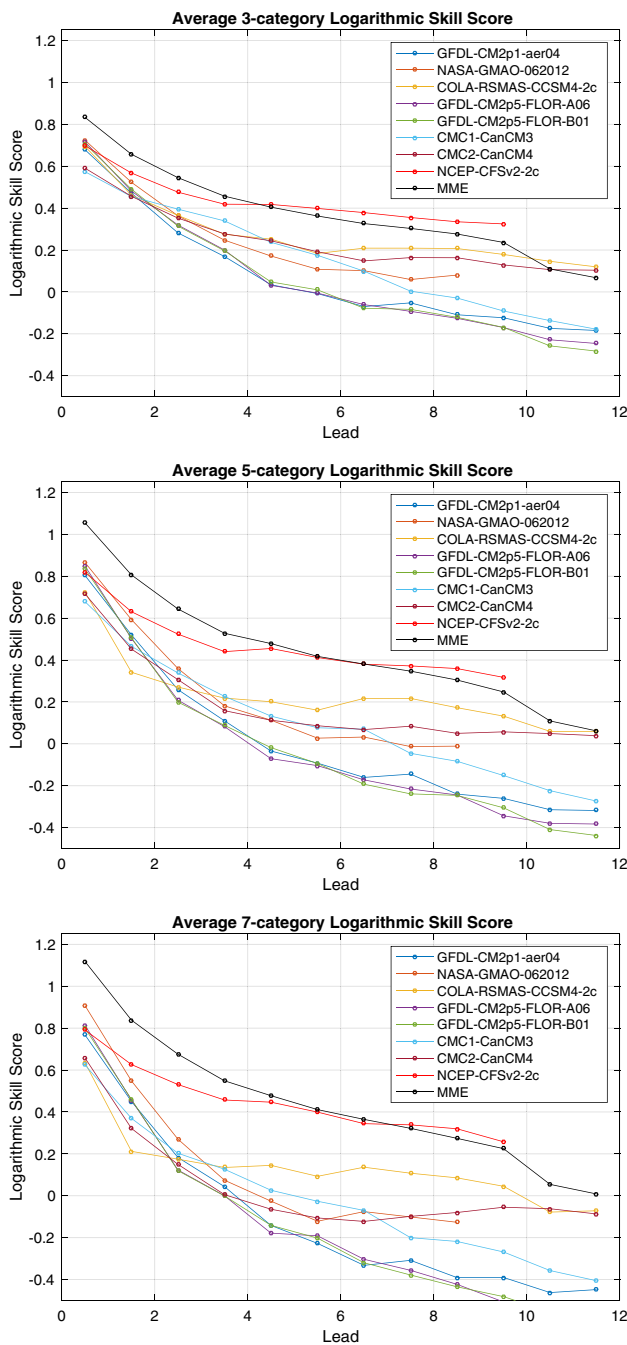 Average 3-category Logarithmic Skill Score
1.2
1
0.8
0.6
0.4
0.2
0
-0.2
-0.4
Logarithmic Skill Score
GFDL-CM2p1-aer04
NASA-GMAO-062012
COLA-RSMAS-CCSM4-2c
GFDL-CM2p5-FLOR-A06
GFDL-CM2p5-FLOR-B01
CMC1-CanCM3
CMC2-CanCM4
NCEP-CFSv2-2c
MME
0 2 4 6 8 10 12
Lead
Average 5-category Logarithmic Skill Score
1.2
1
0.8
0.6
0.4
0.2
0
-0.2
-0.4
Logarithmic Skill Score
GFDL-CM2p1-aer04
NASA-GMAO-062012
COLA-RSMAS-CCSM4-2c
GFDL-CM2p5-FLOR-A06
GFDL-CM2p5-FLOR-B01
CMC1-CanCM3
CMC2-CanCM4
NCEP-CFSv2-2c
MME
0 2 4 6 8 10 12
Lead
Average 7-category Logarithmic Skill Score
1.2
1
0.8
0.6
0.4
0.2
0
-0.2
-0.4
Logarithmic Skill Score
GFDL-CM2p1-aer04
NASA-GMAO-062012
COLA-RSMAS-CCSM4-2c
GFDL-CM2p5-FLOR-A06
GFDL-CM2p5-FLOR-B01
CMC1-CanCM3
CMC2-CanCM4
NCEP-CFSv2-2c
MME
0 2 4 6 8 10 12
Lead